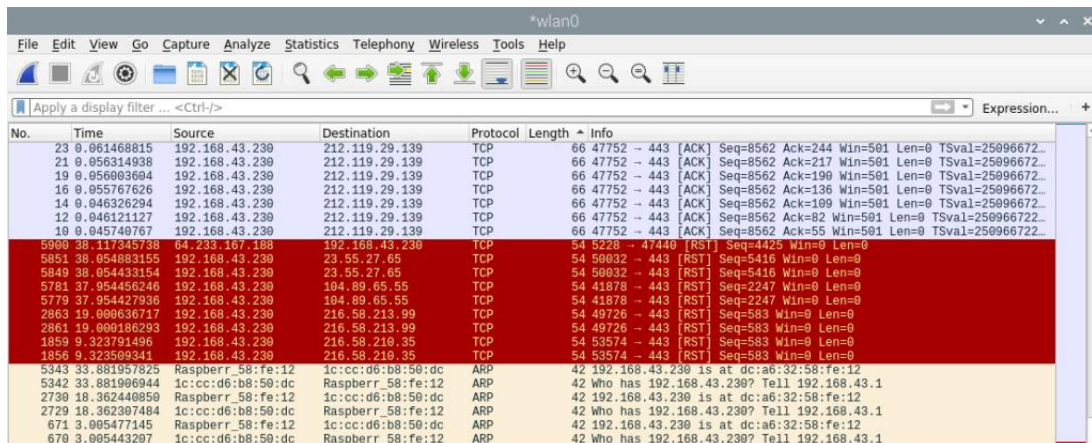 *wlan0
File Edit View Go Capture Analyze Statistics Telephony Wireless Tools Help
Apply a display filter ... <Ctrl-/> Expression... +
No. Time Source Destination Protocol Length Info
23 0.061468815 192.168.43.230 212.119.29.139 TCP 66 47752 → 443 [ACK] Seq=8562 Ack=244 Win=501 Len=0 TSval=25096672…
21 0.056314938 192.168.43.230 212.119.29.139 TCP 66 47752 → 443 [ACK] Seq=8562 Ack=217 Win=501 Len=0 TSval=25096672…
19 0.056003604 192.168.43.230 212.119.29.139 TCP 66 47752 → 443 [ACK] Seq=8562 Ack=190 Win=501 Len=0 TSval=25096672…
16 0.055767626 192.168.43.230 212.119.29.139 TCP 66 47752 → 443 [ACK] Seq=8562 Ack=136 Win=501 Len=0 TSval=25096672…
14 0.046326294 192.168.43.230 212.119.29.139 TCP 66 47752 → 443 [ACK] Seq=8562 Ack=109 Win=501 Len=0 TSval=25096672…
12 0.046121127 192.168.43.230 212.119.29.139 TCP 66 47752 → 443 [ACK] Seq=8562 Ack=82 Win=501 Len=0 TSval=250966722…
10 0.045740767 192.168.43.230 212.119.29.139 TCP 66 47752 → 443 [ACK] Seq=8562 Ack=55 Win=501 Len=0 TSval=250966722…
5900 38.117345738 64.233.167.188 192.168.43.230 TCP 54 5228 → 47440 [RST] Seq=4425 Win=0 Len=0
5851 38.054883155 192.168.43.230 23.55.27.65 TCP 54 50032 → 443 [RST] Seq=5416 Win=0 Len=0
5849 38.054433154 192.168.43.230 23.55.27.65 TCP 54 50032 → 443 [RST] Seq=5416 Win=0 Len=0
5781 37.954456246 192.168.43.230 104.89.65.55 TCP 54 41878 → 443 [RST] Seq=2247 Win=0 Len=0
5779 37.954427936 192.168.43.230 104.89.65.55 TCP 54 41878 → 443 [RST] Seq=2247 Win=0 Len=0
2863 19.000636717 192.168.43.230 216.58.213.99 TCP 54 49726 → 443 [RST] Seq=583 Win=0 Len=0
2861 19.000186293 192.168.43.230 216.58.213.99 TCP 54 49726 → 443 [RST] Seq=583 Win=0 Len=0
1859 9.323791496 192.168.43.230 216.58.210.35 TCP 54 53574 → 443 [RST] Seq=583 Win=0 Len=0
1856 9.323509341 192.168.43.230 216.58.210.35 TCP 54 53574 → 443 [RST] Seq=583 Win=0 Len=0
5343 33.881957825 Raspberr_58:fe:12 1c:cc:d6:b8:50:dc ARP 42 192.168.43.230 is at dc:a6:32:58:fe:12
5342 33.881906944 1c:cc:d6:b8:50:dc Raspberr_58:fe:12 ARP 42 Who has 192.168.43.230? Tell 192.168.43.1
2730 18.362440850 Raspberr_58:fe:12 1c:cc:d6:b8:50:dc ARP 42 192.168.43.230 is at dc:a6:32:58:fe:12
2729 18.362307484 1c:cc:d6:b8:50:dc Raspberr_58:fe:12 ARP 42 Who has 192.168.43.230? Tell 192.168.43.1
671 3.005477145 Raspberr_58:fe:12 1c:cc:d6:b8:50:dc ARP 42 192.168.43.230 is at dc:a6:32:58:fe:12
670 3.005443207 1c:cc:d6:b8:50:dc Raspberr_58:fe:12 ARP 42 Who has 192.168.43.230? Tell 192.168.43.1